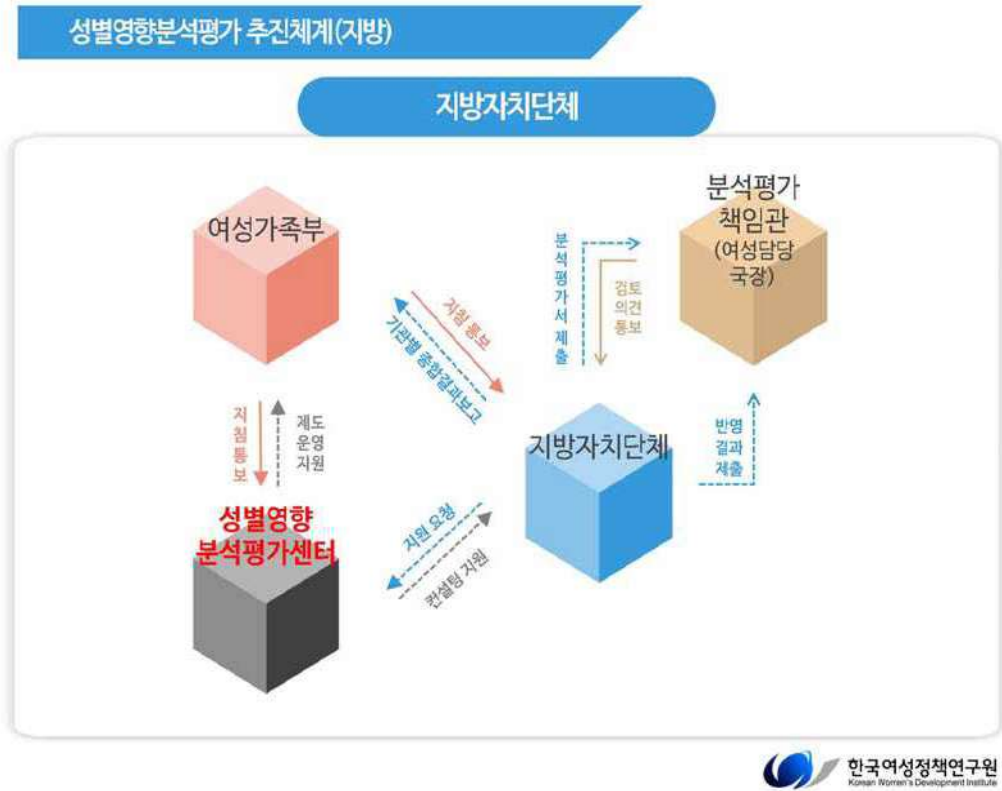 성별영향분석평가 추진체계(지방)
지방자치단체
여성가족부
분석평가
책임관
(여성담당
국장)
분석평가서 제출
검토
의견
통보
지침 통보
기관별 종합결과보고
지침통보
제도
운영
지원
지방자치단체
반영
결과
제출
성별영향
분석평가센터
지원 요청
컨설팅 지원
한국여성정책연구원
Korean Women's Development Institute